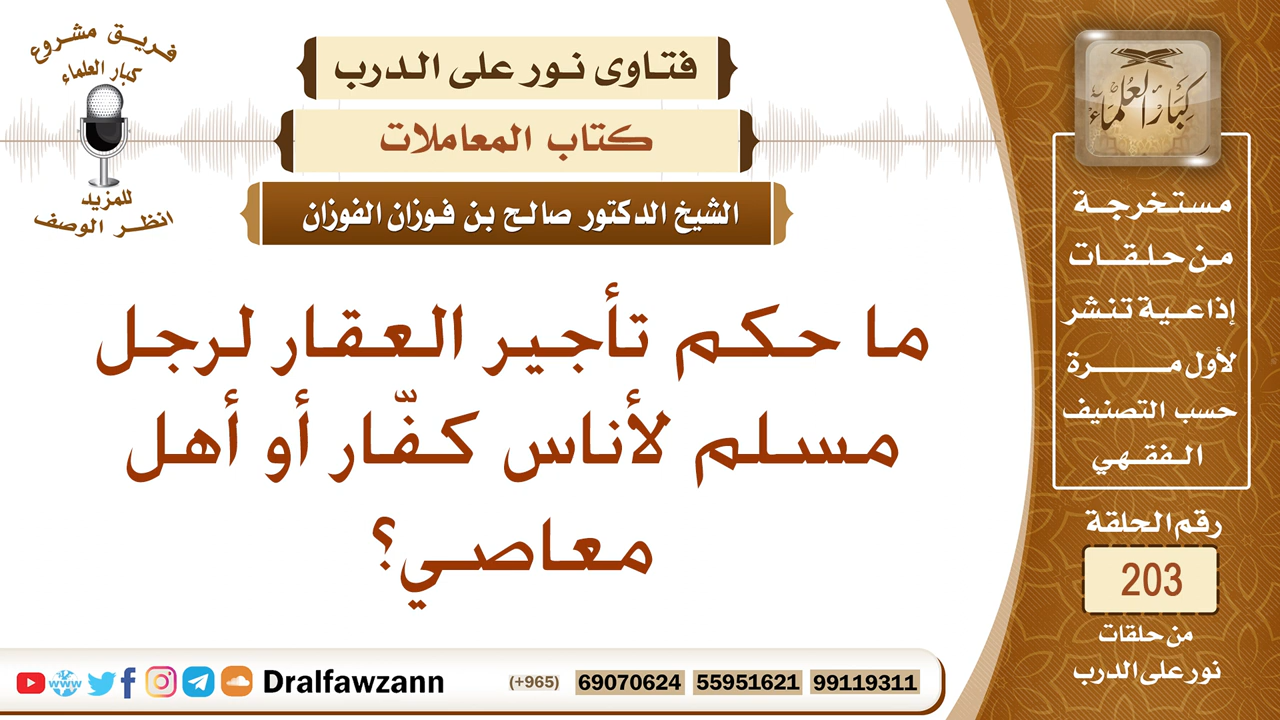 فريق مشروع
كبار العلماء
للمزيد
انظر الوصف
فتاوى نور على الدرب
كتاب المعاملات
الشيخ الدكتور صالح بن فوزان الفوزان
ما حكم تأجير العقار لرجل
مسلم لأناس كفّار أو أهل
معاصي؟
كبار العلماء
مستخرجة
من حلقات
إذاعية تنشر
لأول مرة
حسب التصنيف
الفقهي
رقم الحلقة
203
من حلقات
نور على الدرب
www Dralfawzann (+965) 69070624 55951621 99119311